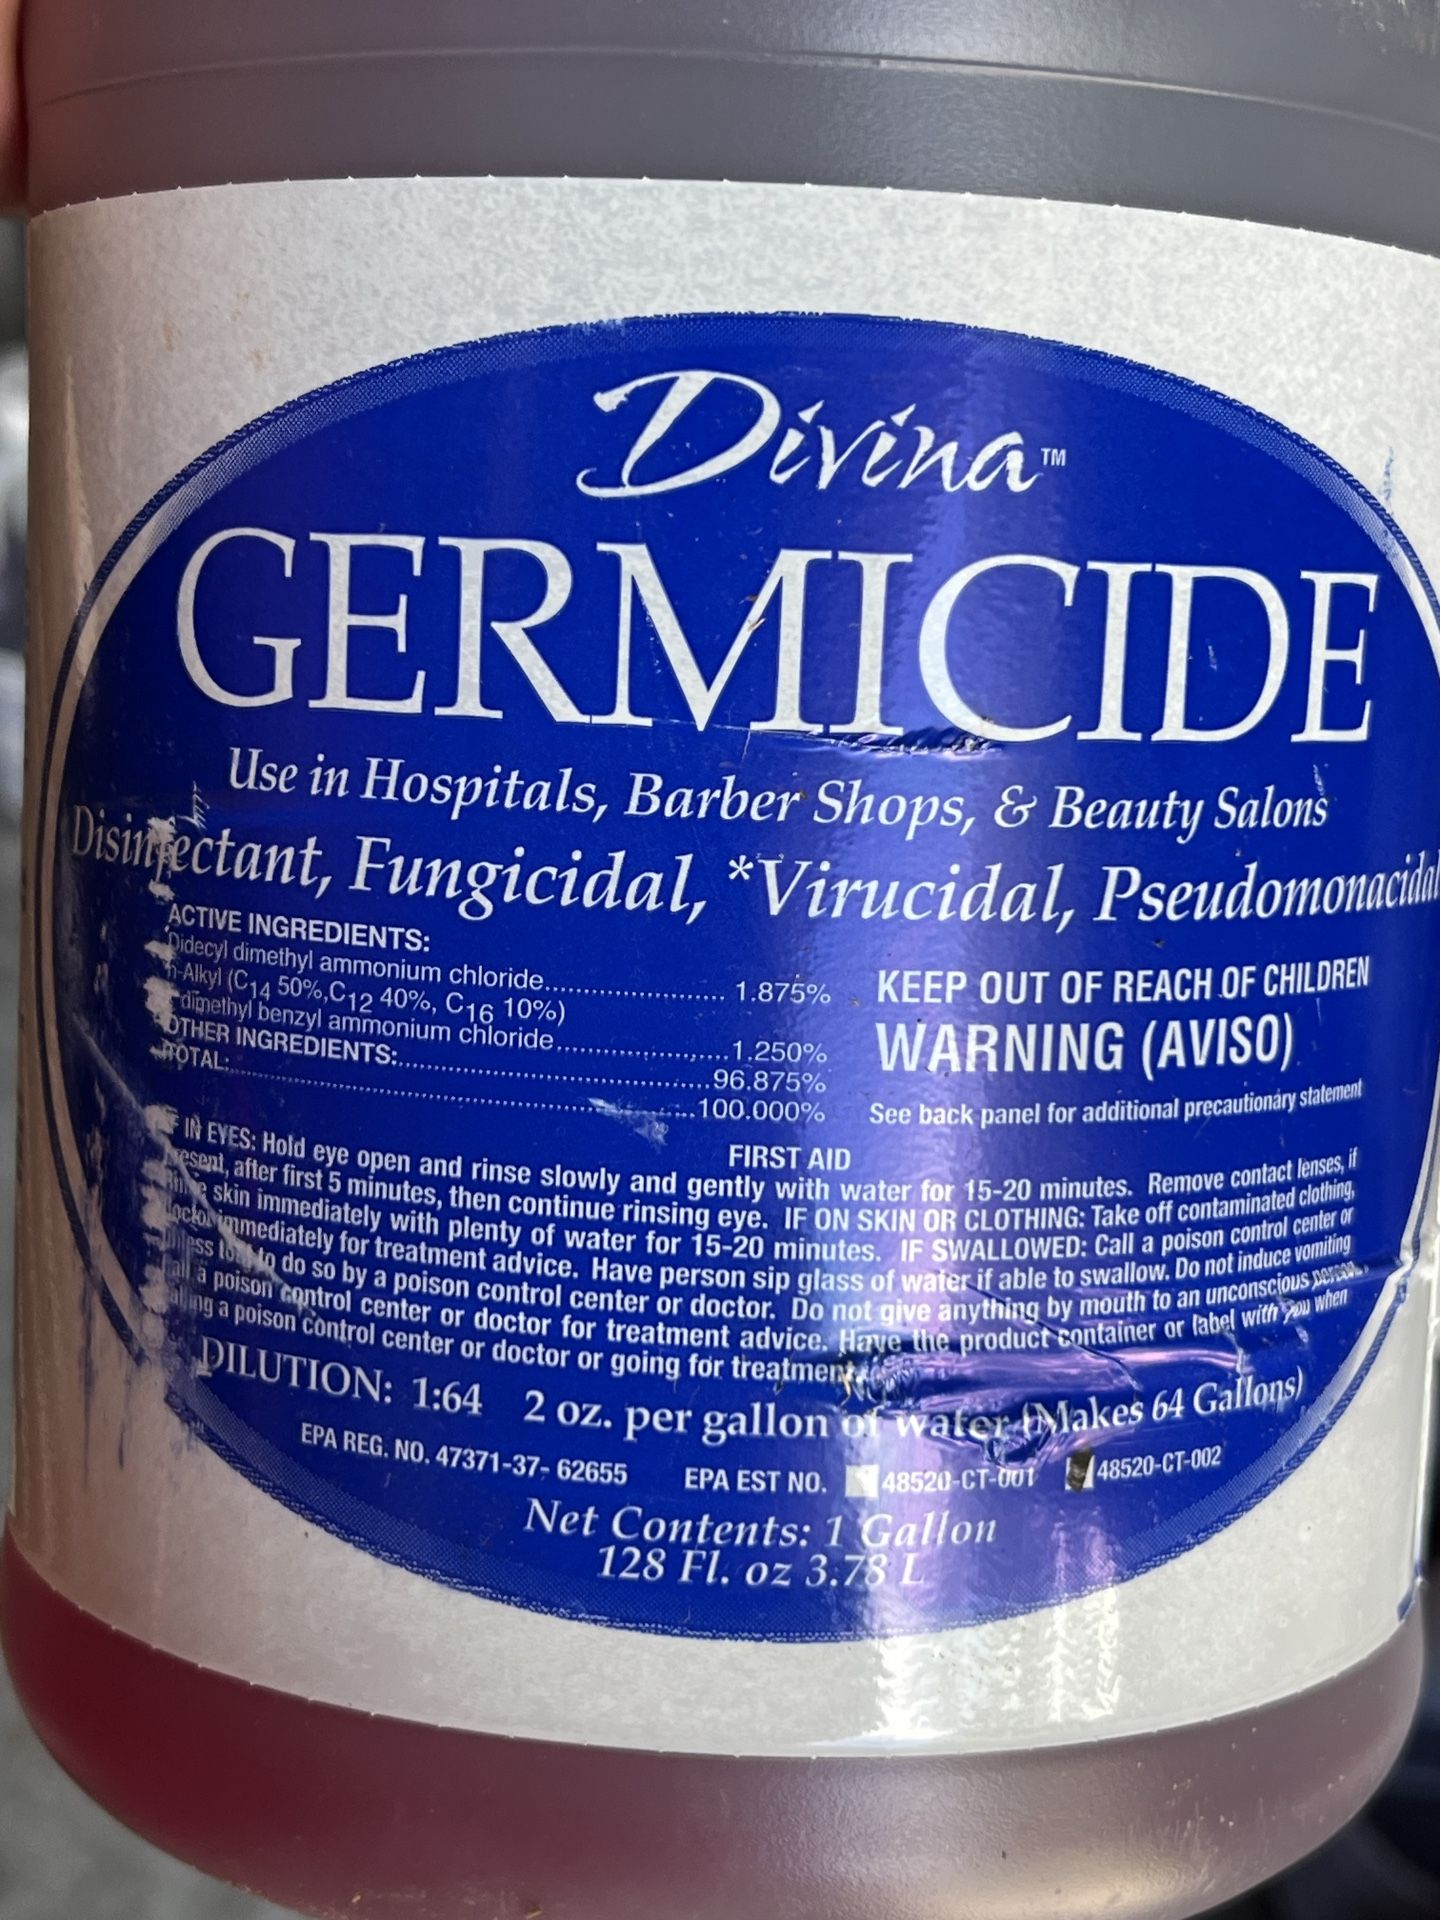 Divina™
GERMICIDE
Use in Hospitals, Barber Shops, & Beauty Salons
Disinfectant, Fungicidal, *Virucidal, Pseudomonacidal
ACTIVE INGREDIENTS:
Didecyl dimethyl ammonium chloride........................ 1.875%
n-Alkyl (C14 50%,C12 40%, C16 10%)
dimethyl benzyl ammonium chloride........................1.250%
OTHER INGREDIENTS:..........................................96.875%
TOTAL:................................................................100.000%
KEEP OUT OF REACH OF CHILDREN
WARNING (AVISO)
See back panel for additional precautionary statement
FIRST AID
IN EYES: Hold eye open and rinse slowly and gently with water for 15-20 minutes. Remove contact lenses, if
present, after first 5 minutes, then continue rinsing eye. IF ON SKIN OR CLOTHING: Take off contaminated clothing,
skin immediately with plenty of water for 15-20 minutes. IF SWALLOWED: Call a poison control center or
doctor immediately for treatment advice. Have person sip glass of water if able to swallow. Do not induce vomiting
to do so by a poison control center or doctor. Do not give anything by mouth to an unconscious person.
a poison control center or doctor for treatment advice. Have the product container or label with you when
a poison control center or doctor or going for treatment.
DILUTION: 1:64 2 oz. per gallon of water (Makes 64 Gallons)
EPA REG. NO. 47371-37- 62655 EPA EST NO. 48520-CT-001 48520-CT-002
Net Contents: 1 Gallon
128 Fl. oz 3.78 L